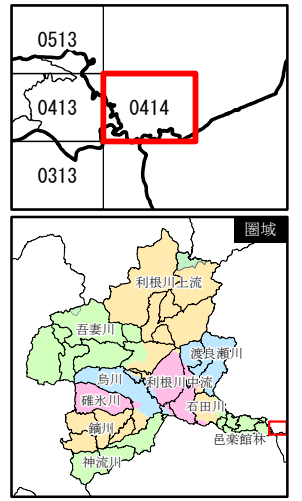 0513
0413
0414
0313
圏域
利根川上流
吾妻川
渡良瀬川
烏川
利根川中流
碓氷川
石田川
鏑川
邑楽館林
神流川